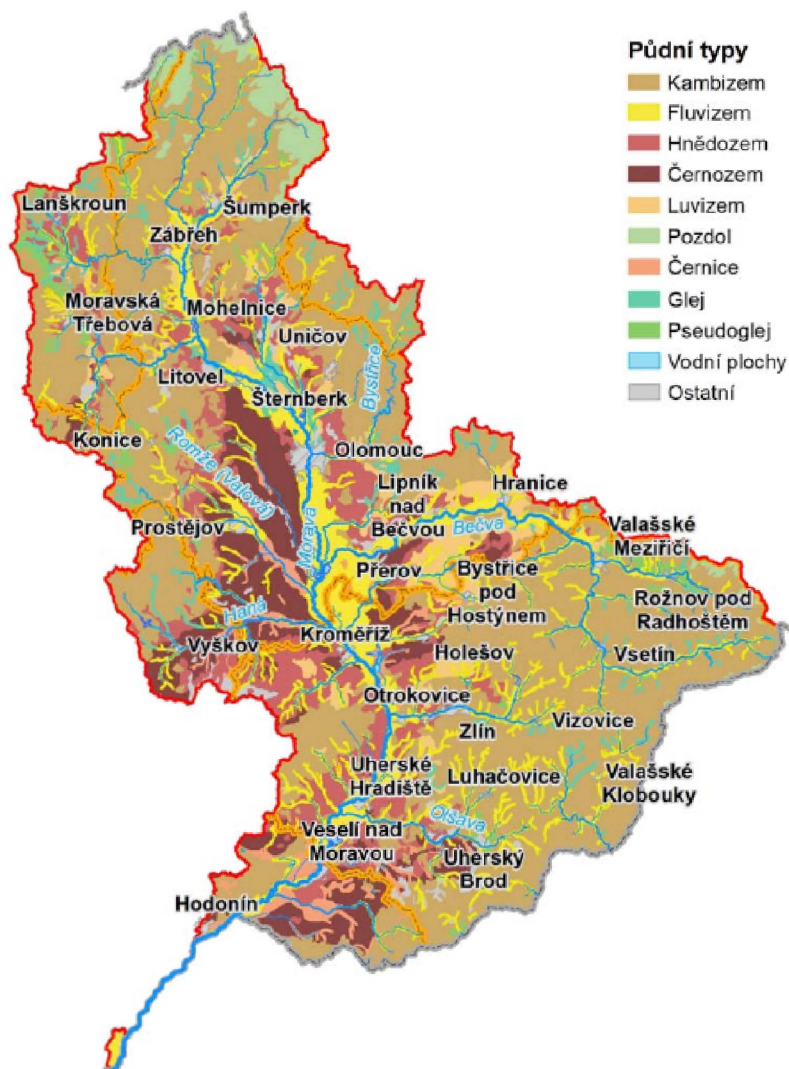 Půdní typy
Kambizem
Fluvizem
Hnědozem
Černozem
Luvizem
Pozdol
Černice
Glej
Pseudoglej
Vodní plochy
Ostatní
Lanškroun
Šumperk
Zábřeh
Moravská
Třebová
Mohelnice
Uničov
Litovel
Šternberk
Bystřice
Konice
Romže (Valová)
Olomouc
Lipník
nad
Bečvou
Hranice
Prostějov
Morava
Bečva
Valašské
Meziříčí
Přerov
Bystřice
pod
Hostýnem
Rožnov pod
Radhoštěm
Haná
Kroměříž
Vyškov
Holešov
Vsetín
Otrokovice
Zlín
Vizovice
Uherské
Hradiště
Luhačovice
Valašské
Klobouky
Olšava
Veselí nad
Moravou
Uherský
Brod
Hodonín